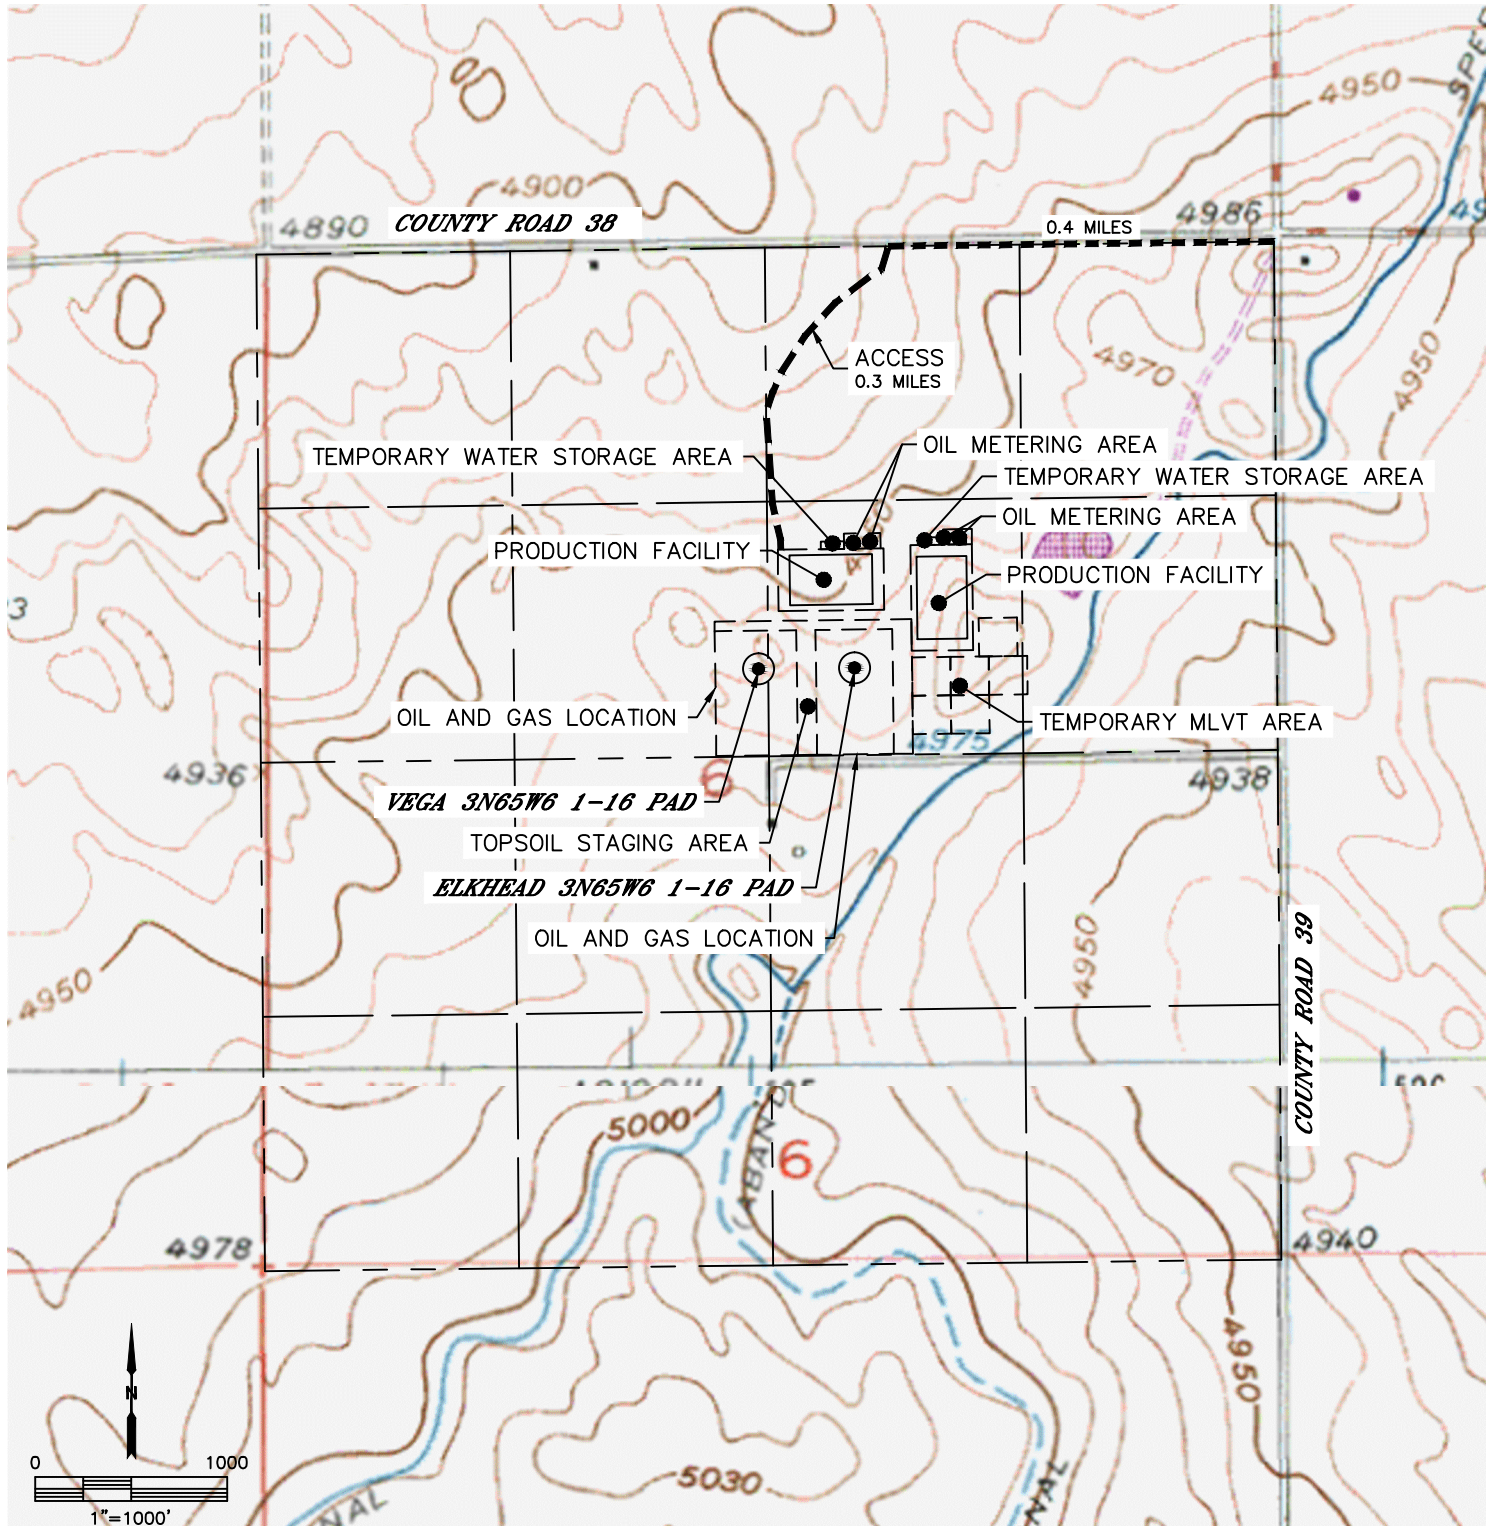 4950
4900
4890
COUNTY ROAD 38
4986
0.4 MILES
ACCESS
0.3 MILES
4970
4950
TEMPORARY WATER STORAGE AREA
OIL METERING AREA
TEMPORARY WATER STORAGE AREA
OIL METERING AREA
PRODUCTION FACILITY
PRODUCTION FACILITY
3
OIL AND GAS LOCATION
TEMPORARY MLVT AREA
4975
4936
6
4938
VEGA 3N65W6 1-16 PAD
TOPSOIL STAGING AREA
ELKHEAD 3N65W6 1-16 PAD
OIL AND GAS LOCATION
4950
4950
COUNTY ROAD 39
5000
6
4978
4940
4950
N
0 1000
1"=1000'
5030